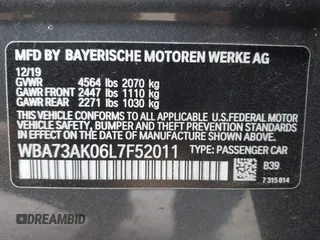 MFD BY BAYERISCHE MOTOREN WERKE AG
12/19
GVWR 4564 lbs 2070 kg
GAWR FRONT 2447 lbs 1110 kg
GAWR REAR 2271 lbs 1030 kg
THIS VEHICLE CONFORMS TO ALL APPLICABLE U.S.FEDERAL MOTOR
VEHICLE SAFETY, BUMPER, AND THEFT PREVENTION STANDARDS
IN EFFECT ON THE DATE OF MANUFACTURE SHOWN ABOVE.
WBA73AK06L7F52011 TYPE: PASSENGER CAR
B39
7 315 814
DREAMBID